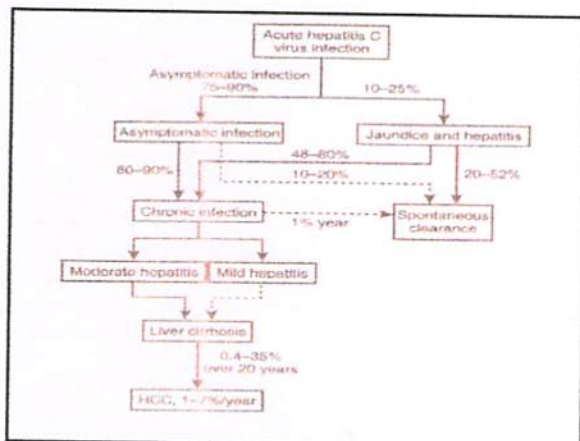 Acute hepatitis C
virus infection
Asymptomatic infection
75–90%
10–25%
Asymptomatic infection
Jaundice and hepatitis
48–80%
80–90%
10–20%
20–52%
Chronic infection
1% year
Spontaneous
clearance
Moderate hepatitis
Mild hepatitis
Liver cirrhosis
0.4–35%
over 20 years
HCC, 1–7%/year